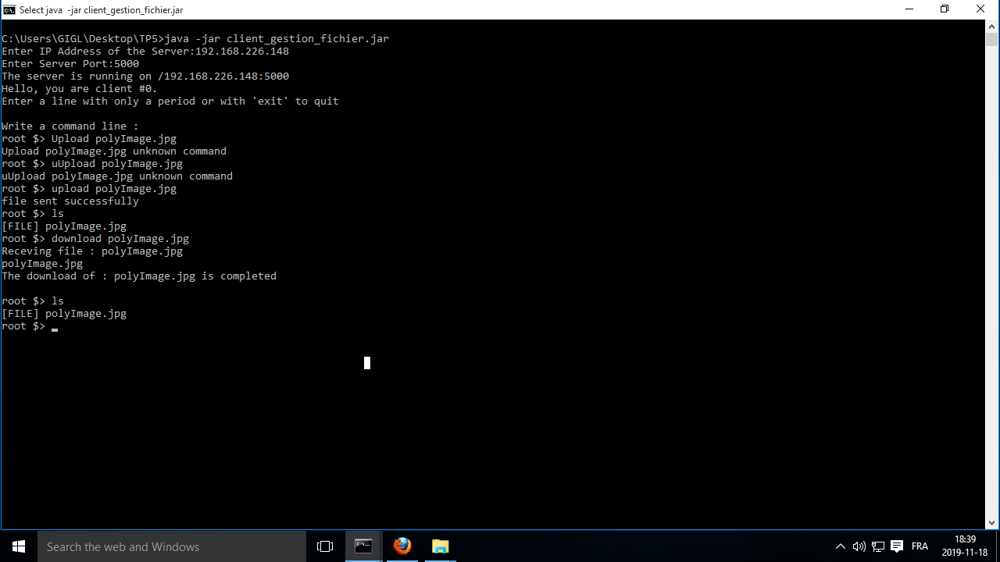 Select java  -jar client_gestion_fichier.jar
C:\Users\GIGL\Desktop\TP5>java -jar client_gestion_fichier.jar
Enter IP Address of the Server:192.168.226.148
Enter Server Port:5000
The server is running on /192.168.226.148:5000
Hello, you are client #0.
Enter a line with only a period or with 'exit' to quit
Write a command line :
root $> Upload polyImage.jpg
Upload polyImage.jpg unknown command
root $> uUpload polyImage.jpg
uUpload polyImage.jpg unknown command
root $> upload polyImage.jpg
file sent successfully
root $> ls
[FILE] polyImage.jpg
root $> download polyImage.jpg
Receving file : polyImage.jpg
polyImage.jpg
The download of : polyImage.jpg is completed
root $> ls
[FILE] polyImage.jpg
root $>
Search the web and Windows
FRA
18:39
2019-11-18